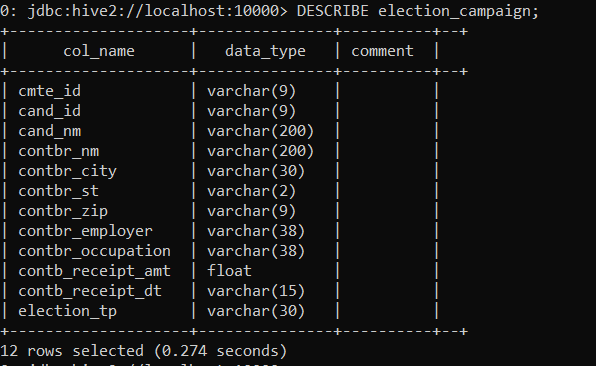 0: jdbc:hive2://localhost:10000> DESCRIBE election_campaign;
+--------------------+---------------+----------+--+
|      col_name      |   data_type   | comment  |
+--------------------+---------------+----------+--+
| cmte_id            | varchar(9)    |          |
| cand_id            | varchar(9)    |          |
| cand_nm            | varchar(200)  |          |
| contbr_nm          | varchar(200)  |          |
| contbr_city        | varchar(30)   |          |
| contbr_st          | varchar(2)    |          |
| contbr_zip         | varchar(9)    |          |
| contbr_employer    | varchar(38)   |          |
| contbr_occupation  | varchar(38)   |          |
| contb_receipt_amt  | float         |          |
| contb_receipt_dt   | varchar(15)   |          |
| election_tp        | varchar(30)   |          |
+--------------------+---------------+----------+--+
12 rows selected (0.274 seconds)